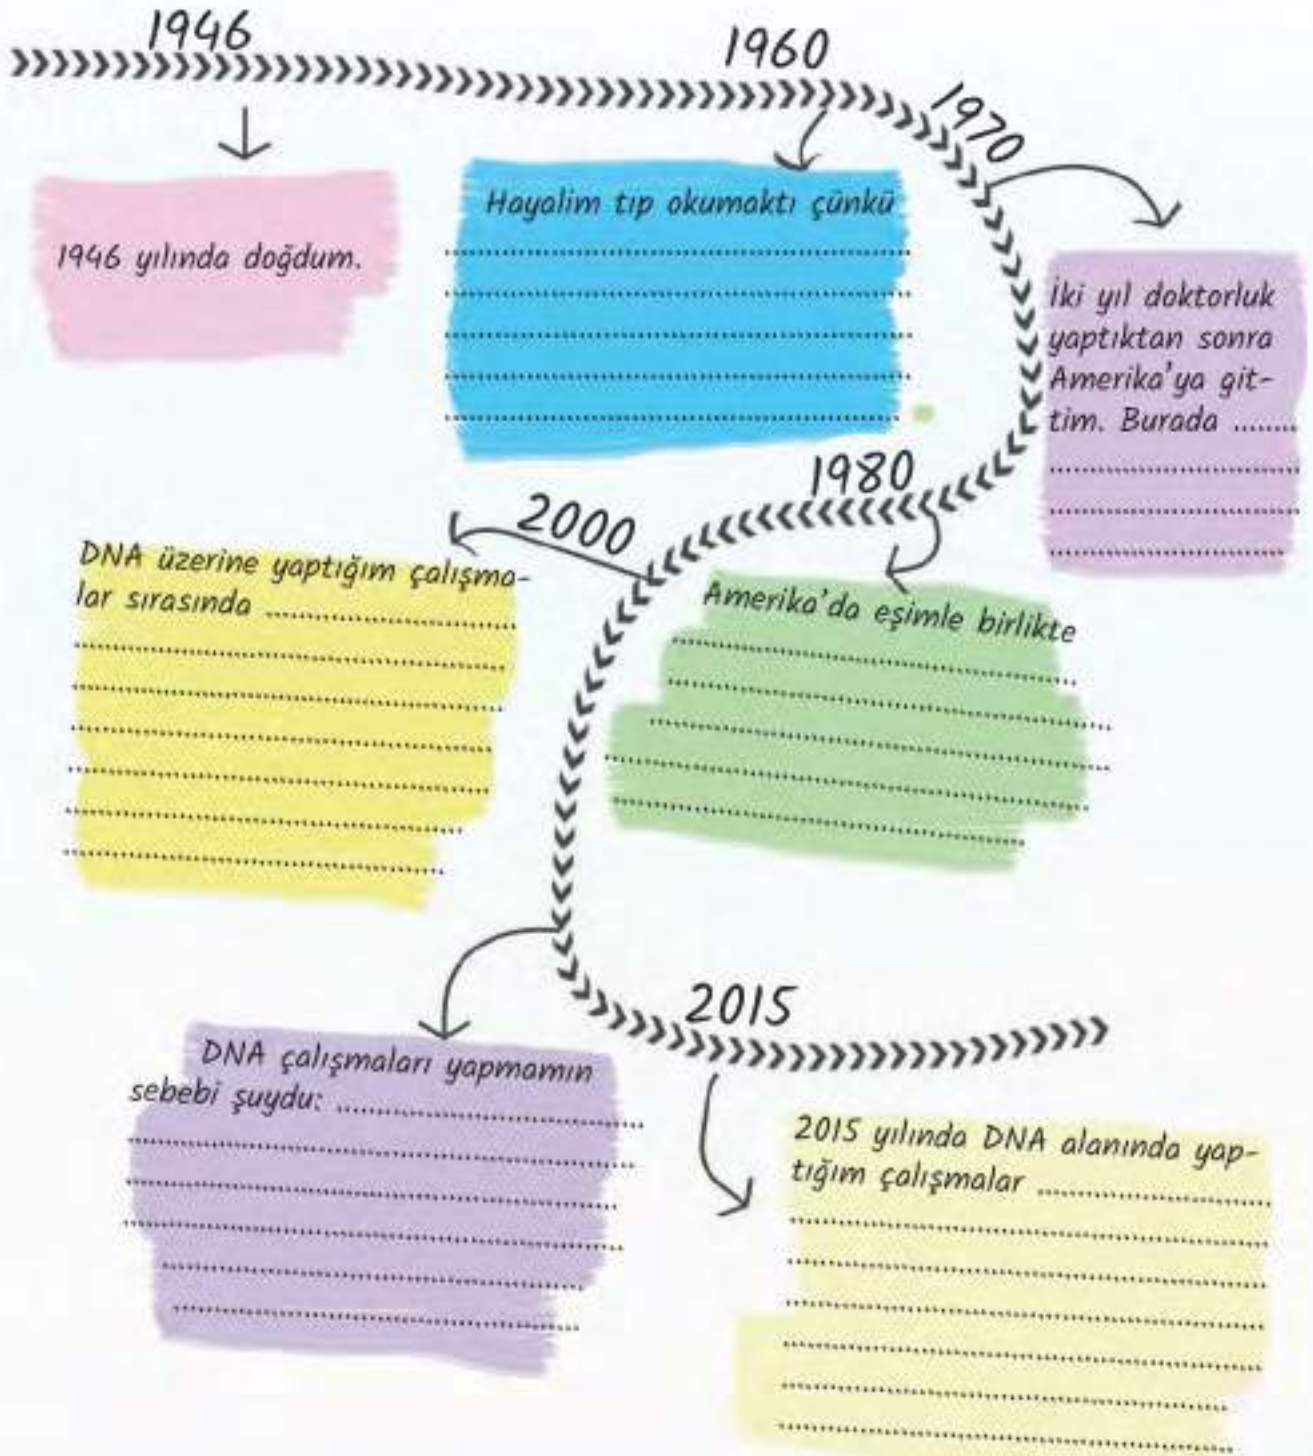 1946
1946 yılında doğdum.
1960
Hayalim tıp okumaktı çünkü
..............................
..............................
..............................
..............................
..............................
1970
İki yıl doktorluk
yaptıktan sonra
Amerika'ya git-
tim. Burada ........
..............................
..............................
..............................
1980
Amerika'da eşimle birlikte
..............................
..............................
..............................
..............................
..............................
2000
DNA üzerine yaptığım çalışma-
lar sırasında ..............................
..............................
..............................
..............................
..............................
..............................
..............................
DNA çalışmaları yapmamın
sebebi şuydu: ..............................
..............................
..............................
..............................
..............................
..............................
2015
2015 yılında DNA alanında yap-
tığım çalışmalar ..............................
..............................
..............................
..............................
..............................
..............................
..............................